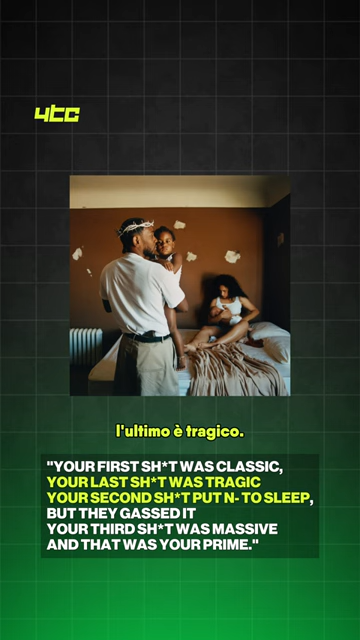 4tc
l'ultimo è tragico.
"YOUR FIRST SH*T WAS CLASSIC,
YOUR LAST SH*T WAS TRAGIC
YOUR SECOND SH*T PUT N- TO SLEEP,
BUT THEY GASSED IT
YOUR THIRD SH*T WAS MASSIVE
AND THAT WAS YOUR PRIME."